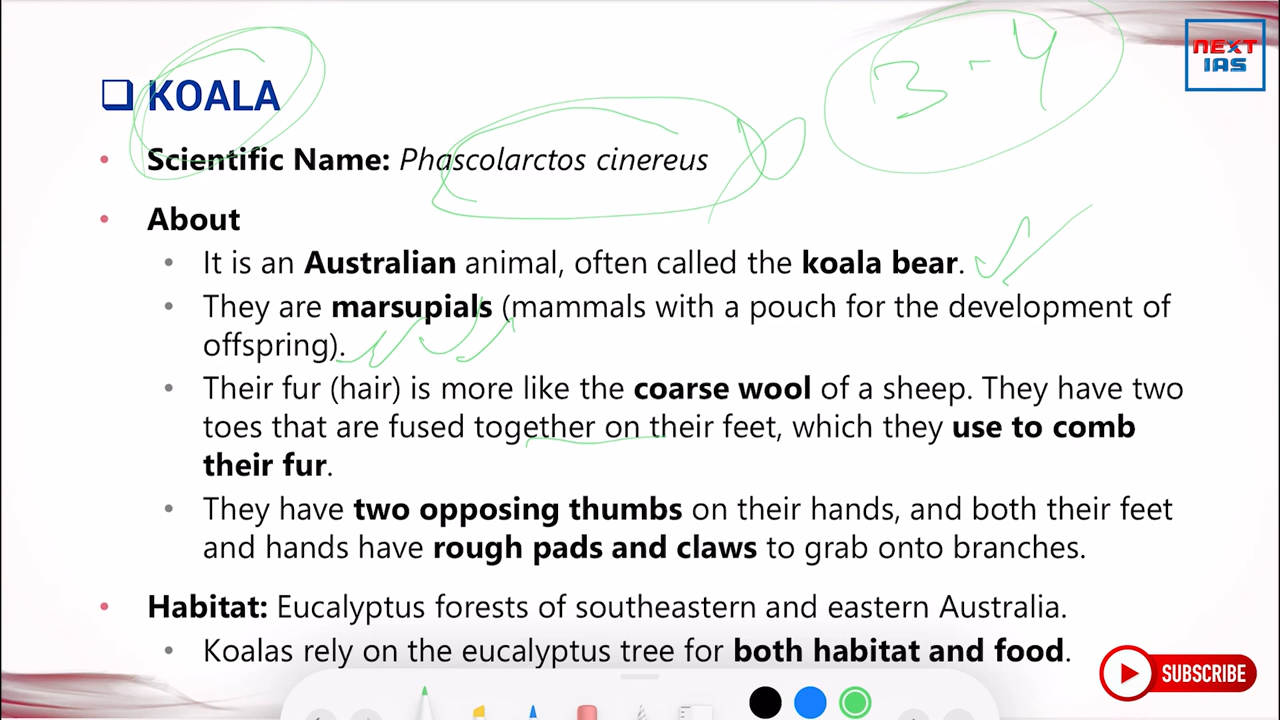 NEXT
IAS
3 - 4
KOALA
Scientific Name: Phascolarctos cinereus
About
It is an Australian animal, often called the koala bear.
They are marsupials (mammals with a pouch for the development of
offspring).
Their fur (hair) is more like the coarse wool of a sheep. They have two
toes that are fused together on their feet, which they use to comb
their fur.
They have two opposing thumbs on their hands, and both their feet
and hands have rough pads and claws to grab onto branches.
Habitat: Eucalyptus forests of southeastern and eastern Australia.
Koalas rely on the eucalyptus tree for both habitat and food.
SUBSCRIBE